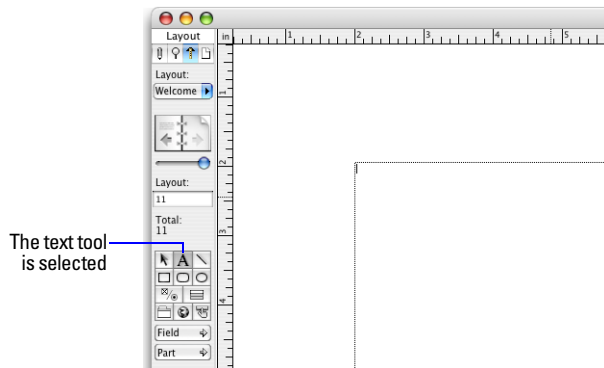 Layout
in 1 2 3 4 5
Layout:
Welcome
1
2
Layout:
11
Total:
11
3
The text tool
is selected
A
4
Field
Part